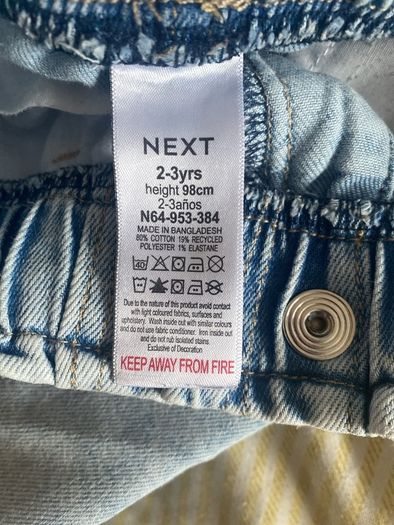 NEXT
2-3yrs
height 98cm
2-3años
N64-953-384
MADE IN BANGLADESH
80% COTTON 19% RECYCLED
POLYESTER 1% ELASTANE
40
Due to the nature of this product avoid contact
with light coloured fabrics, surfaces and
upholstery. Wash inside out with similar colours
and do not use fabric conditioner. Iron inside out
and do not rub isolated stains.
Exclusive of Decoration
KEEP AWAY FROM FIRE